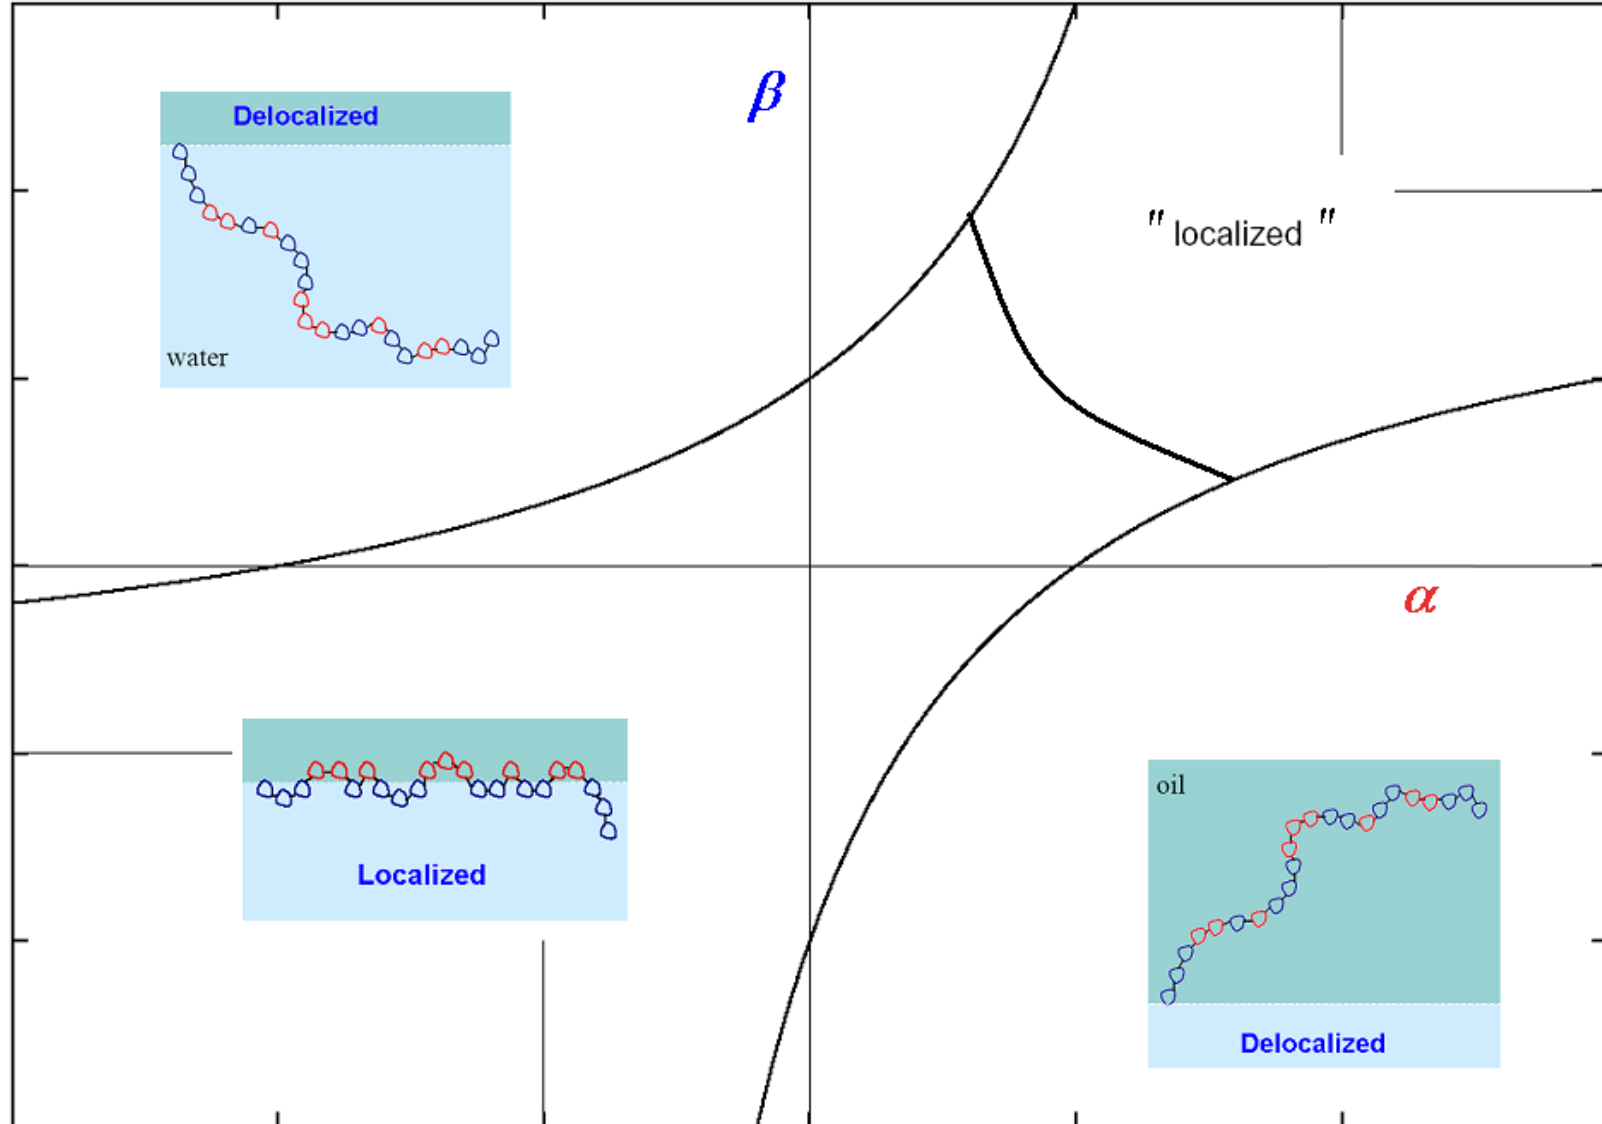 β
Delocalized
water
" localized "
α
Localized
oil
Delocalized